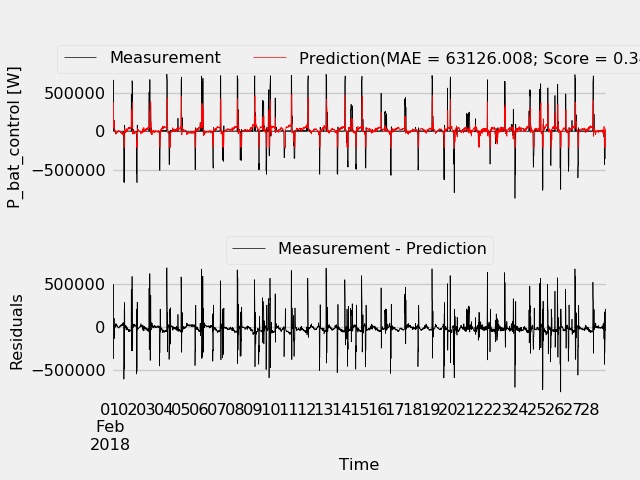 Measurement Prediction(MAE = 63126.008; Score = 0.3
P_bat_control [W]
500000
0
−500000
Measurement - Prediction
Residuals
500000
0
−500000
01020304050607080910111213141516171819202122232425262728
Feb
2018
Time